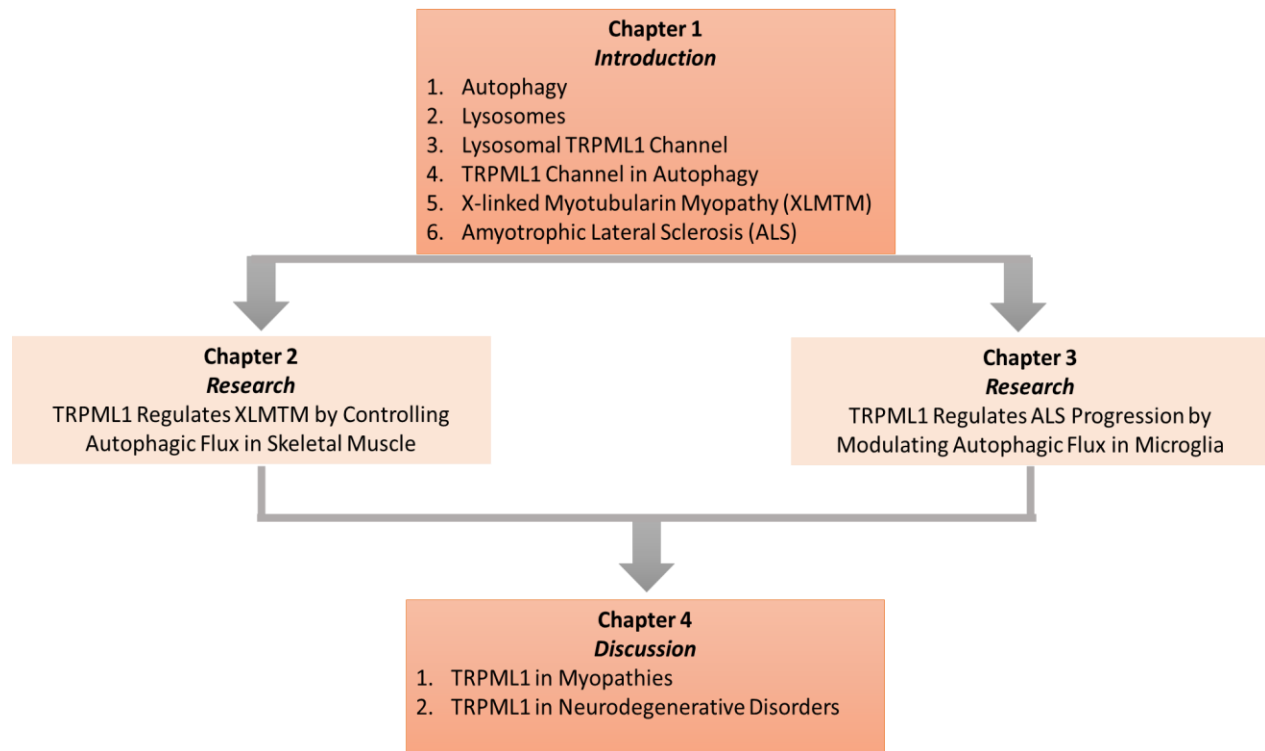 Chapter 1
Introduction
1. Autophagy
2. Lysosomes
3. Lysosomal TRPML1 Channel
4. TRPML1 Channel in Autophagy
5. X-linked Myotubularin Myopathy (XLMTM)
6. Amyotrophic Lateral Sclerosis (ALS)
Chapter 2
Research
TRPML1 Regulates XLMTM by Controlling
Autophagic Flux in Skeletal Muscle
Chapter 3
Research
TRPML1 Regulates ALS Progression by
Modulating Autophagic Flux in Microglia
Chapter 4
Discussion
1. TRPML1 in Myopathies
2. TRPML1 in Neurodegenerative Disorders